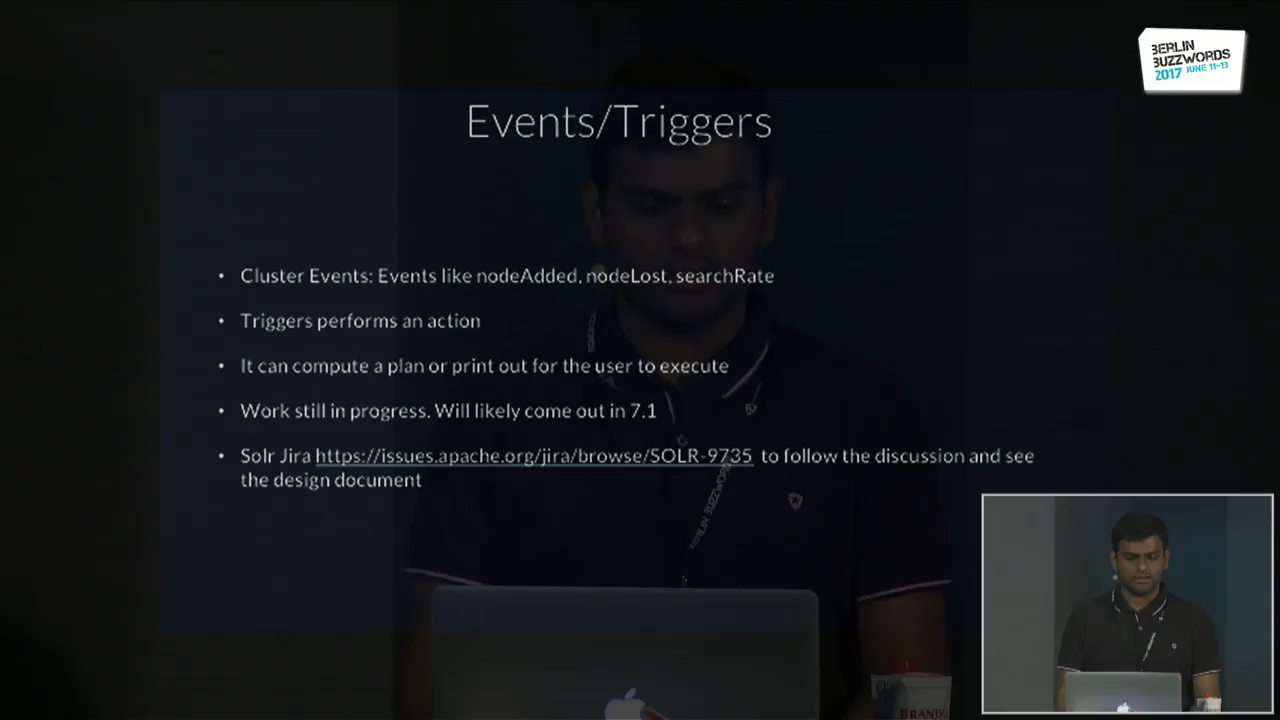 BERLIN
BUZZWORDS
2017 JUNE 11-13
Events/Triggers
• Cluster Events: Events like nodeAdded, nodeLost, searchRate
• Triggers performs an action
• It can compute a plan or print out for the user to execute
• Work still in progress. Will likely come out in 7.1
• Solr Jira https://issues.apache.org/jira/browse/SOLR-9735 to follow the discussion and see
the design document
BERLIN BUZZWORDS